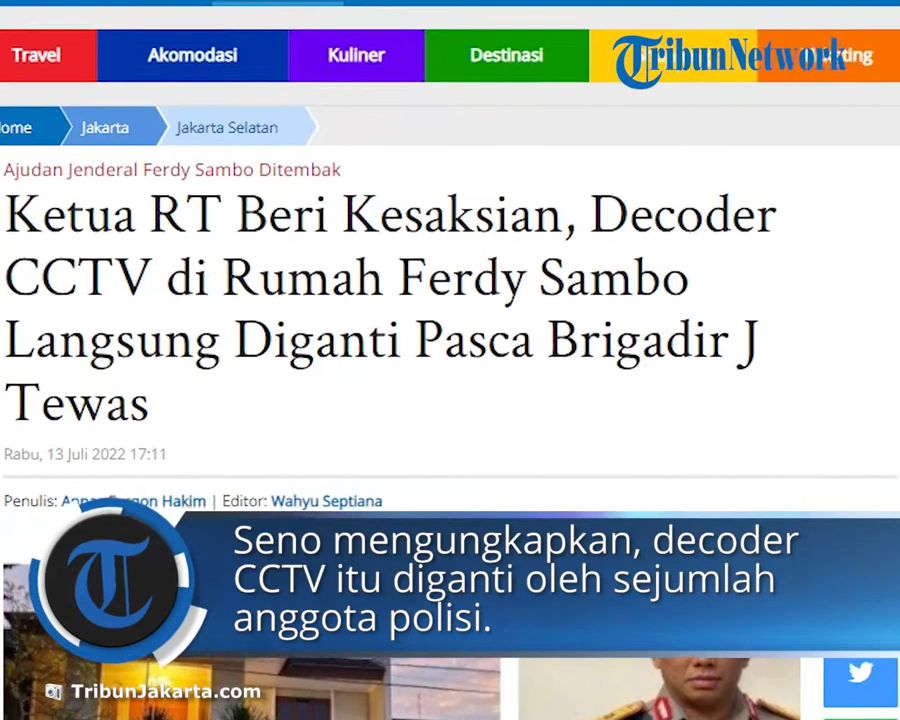 Travel Akomodasi Kuliner Destinasi
TribunNetwork
Jakarta Jakarta Selatan
Ajudan Jenderal Ferdy Sambo Ditembak
Ketua RT Beri Kesaksian, Decoder
CCTV di Rumah Ferdy Sambo
Langsung Diganti Pasca Brigadir J
Tewas
Rabu, 13 Juli 2022 17:11
Penulis: Hakim | Editor: Wahyu Septiana
Seno mengungkapkan, decoder
CCTV itu diganti oleh sejumlah
anggota polisi.
TribunJakarta.com